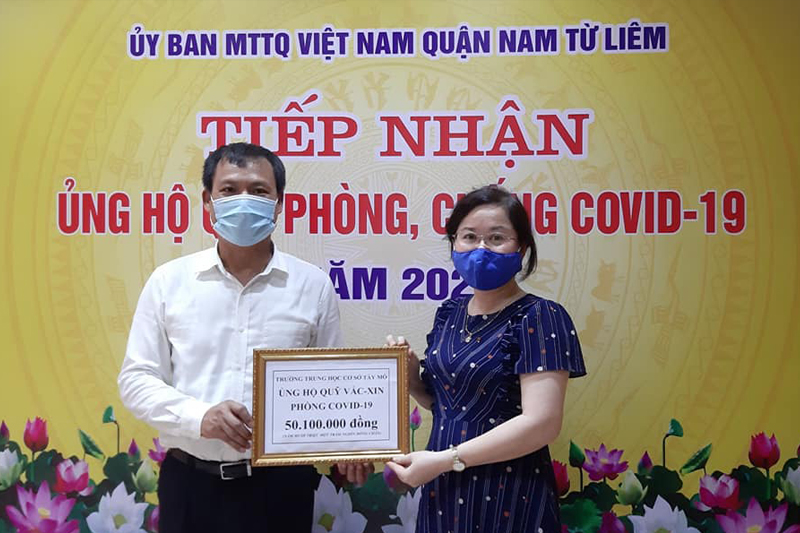 ỦY BAN MTTQ VIỆT NAM QUẬN NAM TỪ LIÊM
TIẾP NHẬN
ỦNG HỘ PHÒNG, CHỐNG COVID-19
NĂM
TRƯỜNG TRUNG HỌC CƠ SỞ TÂY MỖ
ỦNG HỘ QUỸ VẮC-XIN
PHÒNG COVID-19
50.100.000 đồng